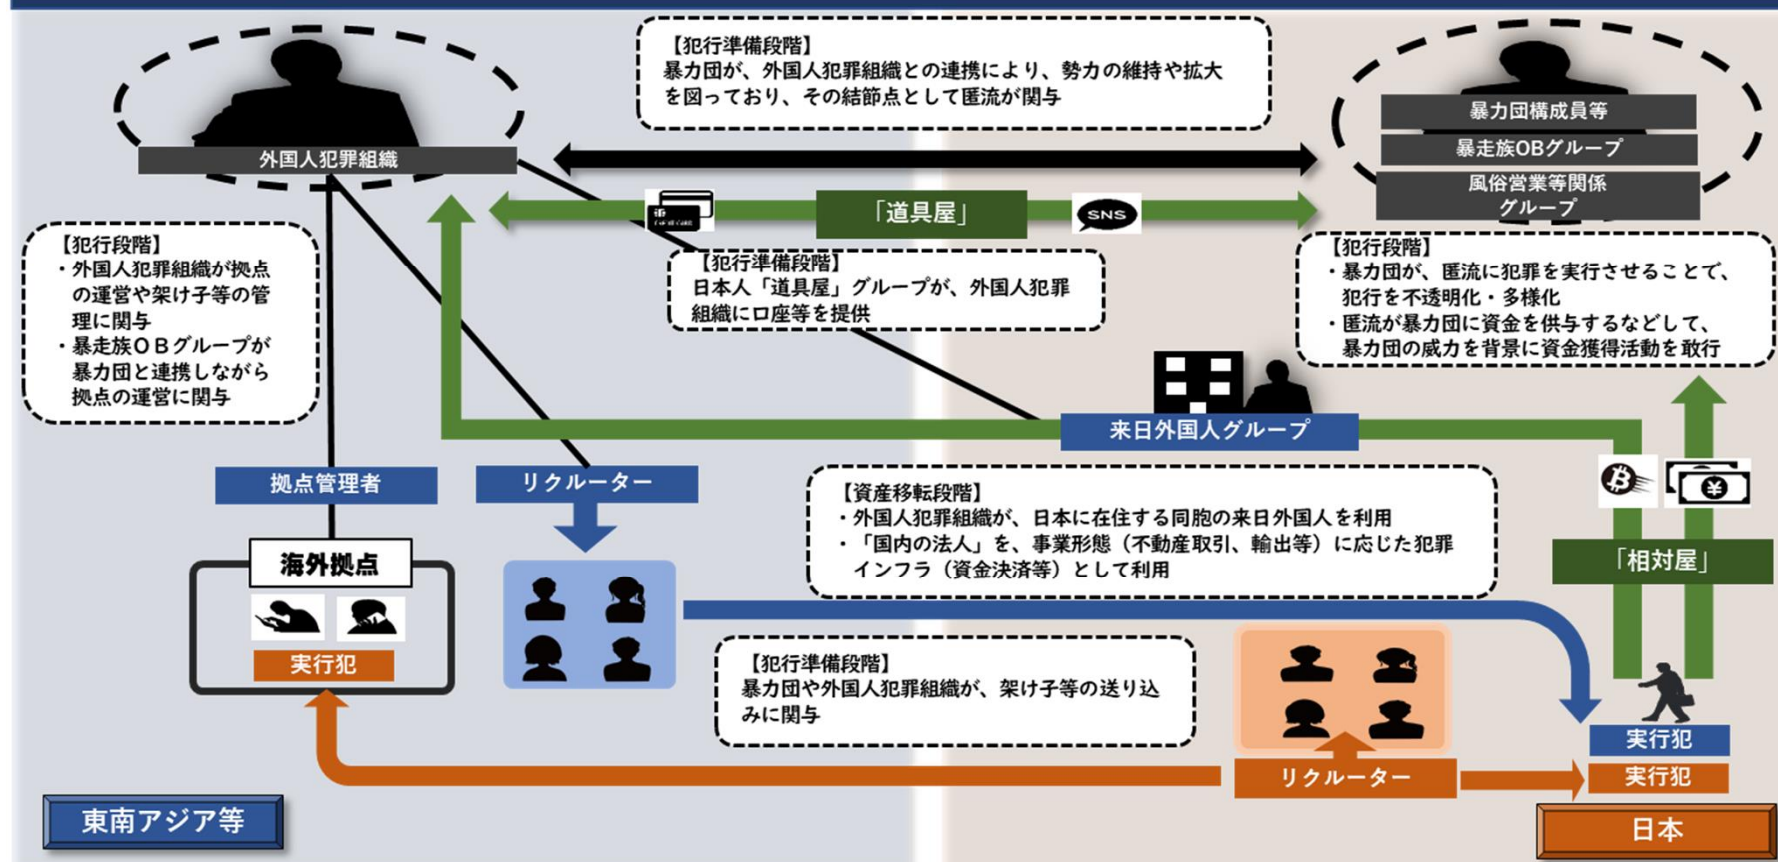 【犯行準備段階】
暴力団が、外国人犯罪組織との連携により、勢力の維持や拡大
を図っており、その結節点として匿流が関与
外国人犯罪組織
暴力団構成員等
暴走族OBグループ
風俗営業等関係
グループ
「道具屋」
SNS
【犯行段階】
・外国人犯罪組織が拠点
の運営や架け子等の管
理に関与
・暴走族ＯＢグループが
暴力団と連携しながら
拠点の運営に関与
【犯行準備段階】
日本人「道具屋」グループが、外国人犯罪
組織に口座等を提供
【犯行段階】
・暴力団が、匿流に犯罪を実行させることで、
犯行を不透明化・多様化
・匿流が暴力団に資金を供与するなどして、
暴力団の威力を背景に資金獲得活動を敢行
来日外国人グループ
拠点管理者
リクルーター
【資産移転段階】
・外国人犯罪組織が、日本に在住する同胞の来日外国人を利用
・「国内の法人」を、事業形態（不動産取引、輸出等）に応じた犯罪
インフラ（資金決済等）として利用
「相対屋」
海外拠点
実行犯
【犯行準備段階】
暴力団や外国人犯罪組織が、架け子等の送り込
みに関与
リクルーター
実行犯
実行犯
東南アジア等
日本